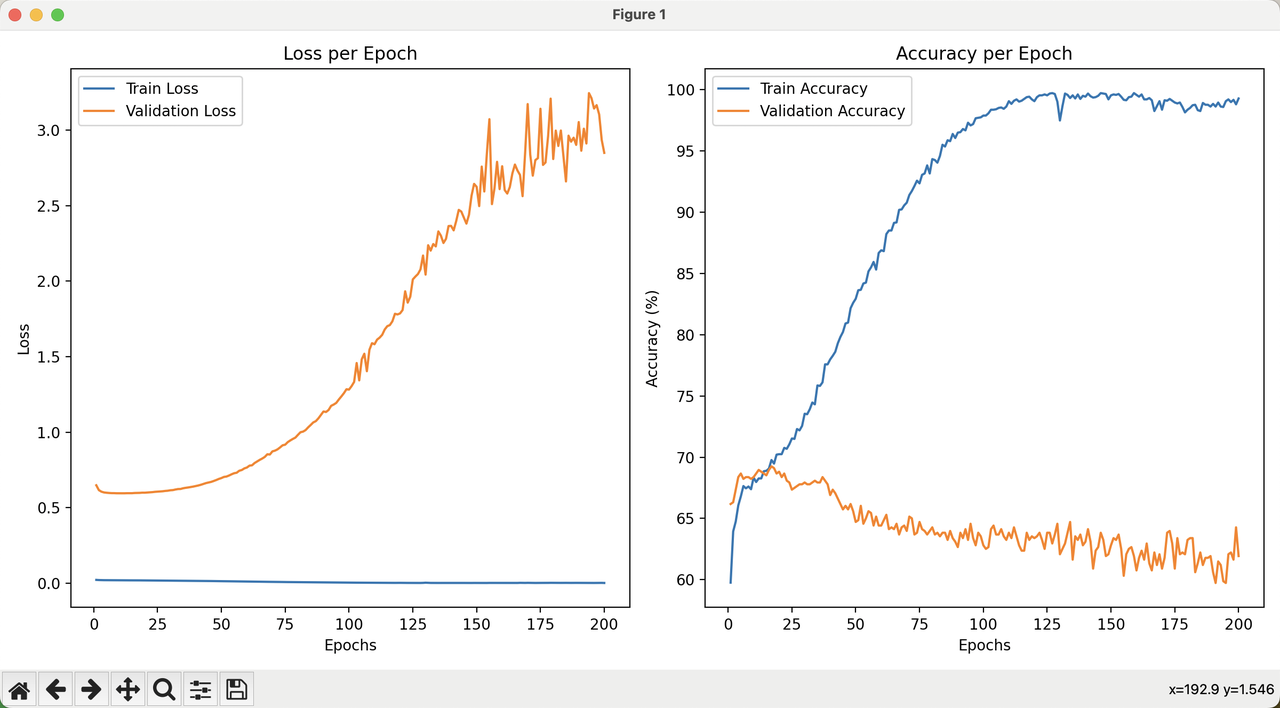 Figure 1
Loss per Epoch
Train Loss
Validation Loss
3.0
2.5
2.0
1.5
1.0
0.5
0.0
Loss
0 25 50 75 100 125 150 175 200
Epochs
Accuracy per Epoch
Train Accuracy
Validation Accuracy
100
95
90
85
80
75
70
65
60
Accuracy (%)
0 25 50 75 100 125 150 175 200
Epochs
x=192.9 y=1.546